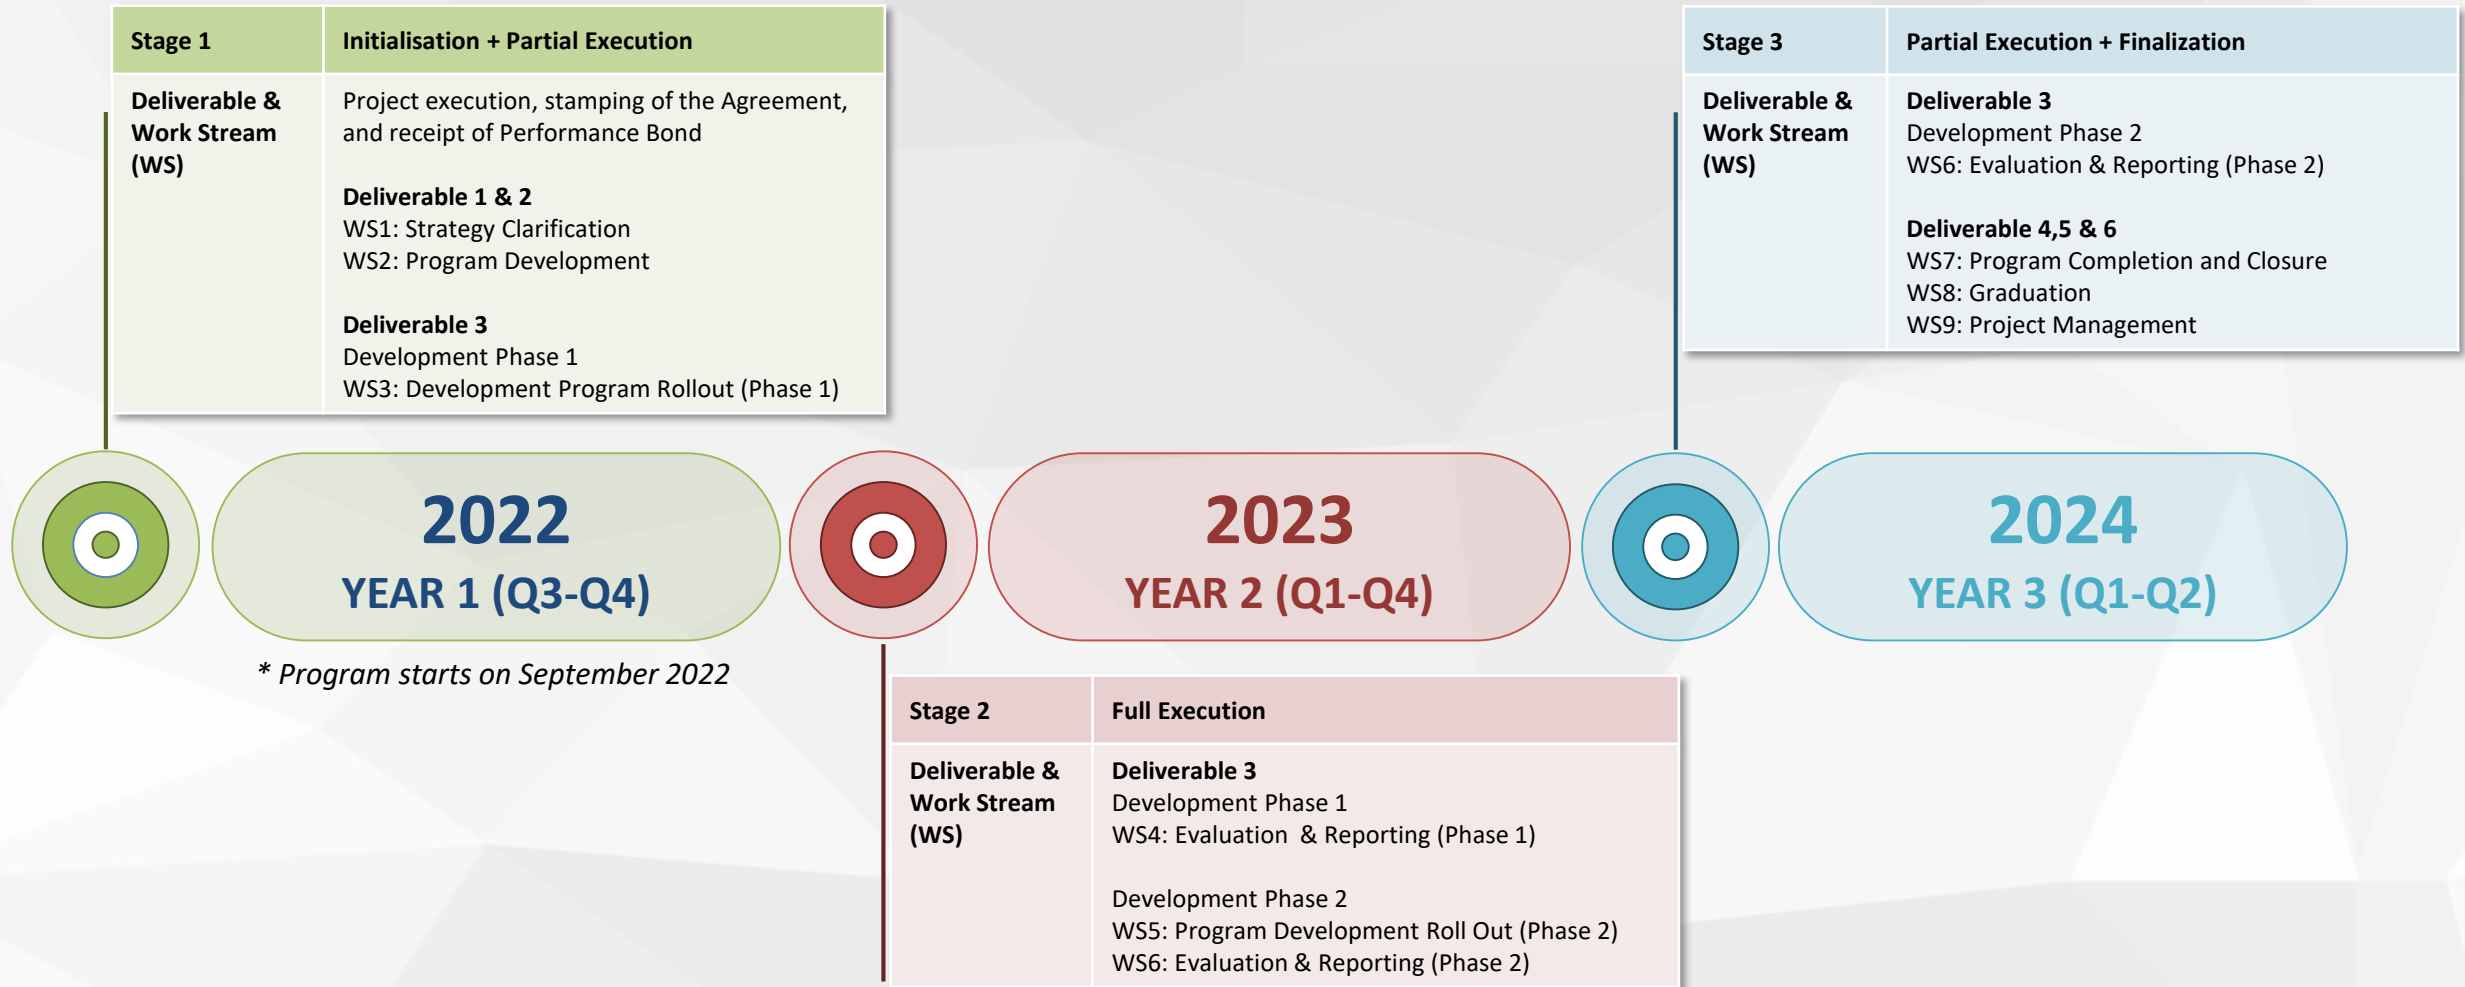 Stage 1
Initialisation + Partial Execution
Deliverable &
Work Stream
(WS)
Project execution, stamping of the Agreement,
and receipt of Performance Bond
Deliverable 1 & 2
WS1: Strategy Clarification
WS2: Program Development
Deliverable 3
Development Phase 1
WS3: Development Program Rollout (Phase 1)
Stage 3
Partial Execution + Finalization
Deliverable &
Work Stream
(WS)
Deliverable 3
Development Phase 2
WS6: Evaluation & Reporting (Phase 2)
Deliverable 4,5 & 6
WS7: Program Completion and Closure
WS8: Graduation
WS9: Project Management
2022
YEAR 1 (Q3-Q4)
2023
YEAR 2 (Q1-Q4)
2024
YEAR 3 (Q1-Q2)
* Program starts on September 2022
Stage 2
Full Execution
Deliverable &
Work Stream
(WS)
Deliverable 3
Development Phase 1
WS4: Evaluation  & Reporting (Phase 1)
Development Phase 2
WS5: Program Development Roll Out (Phase 2)
WS6: Evaluation & Reporting (Phase 2)